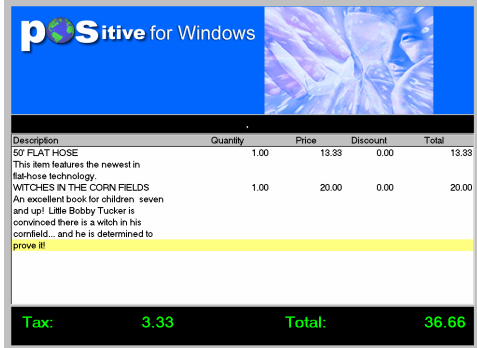 pOSitive for Windows
Description Quantity Price Discount Total
50' FLAT HOSE 1.00 13.33 0.00 13.33
This item features the newest in
flat-hose technology.
WITCHES IN THE CORN FIELDS 1.00 20.00 0.00 20.00
An excellent book for children seven
and up! Little Bobby Tucker is
convinced there is a witch in his
cornfield... and he is determined to
prove it!
Tax: 3.33 Total: 36.66